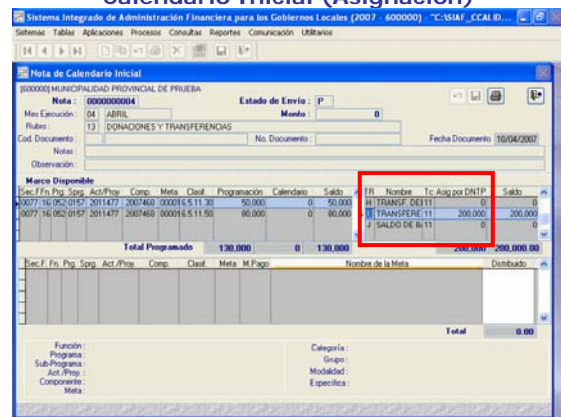 Calendario Inicial (Asignación)
Sistema Integrado de Administración Financiera para los Gobiernos Locales (2007 - 600000) - "C:\SIAF_CCALID...
Sistemas Tablas Aplicaciones Procesos Consultas Reportes Comunicación Utilitarios
Nota de Calendario Inicial
[600000] MUNICIPALIDAD PROVINCIAL DE PRUEBA
Nota : 0000000004 Estado de Envío : P
Mes Ejecución : 04 ABRIL Monto : 0
Rubro : 13 DONACIONES Y TRANSFERENCIAS
Cod. Documento : No. Documento : Fecha Documento 10/04/2007
Notas :
Observación :
Marco Disponible
Sec.F Fn. Prg. Sprg. Act/Proy Comp. Meta Clasif. Programación Calendario Saldo TR Nombre Tc Asig por DNTP Saldo
0077 16 052 0157 2011477 2007468 00001 6.5.11.30 50,000 0 50,000 H TRANSF. DE 11 0 0
0077 16 052 0157 2011477 2007468 00001 6.5.11.50 80,000 0 80,000 TRANSFERE 11 200,000 200,000
J SALDO DE B 11 0 0
Total Programado 130,000 0 130,000 200,000 200,000.00
Sec.F. Fn. Prg. Sprg. Act./Proy. Comp. Clasif. Meta M.Pago Nombre de la Meta Distribuido
Total 0.00
Función : Categoría :
Programa : Grupo :
Sub-Programa : Modalidad :
Act. /Proy. : Específica :
Componente :
Meta :